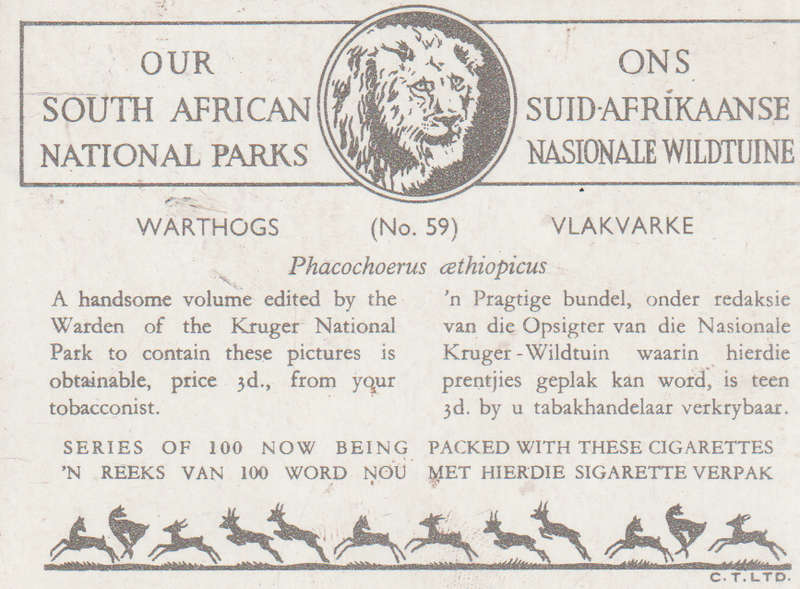 OUR
SOUTH AFRICAN
NATIONAL PARKS
ONS
SUID-AFRIKAANSE
NASIONALE WILDTUINE
WARTHOGS (No. 59) VLAKVARKE
Phacochoerus æthiopicus
A handsome volume edited by the
Warden of the Kruger National
Park to contain these pictures is
obtainable, price 3d., from your
tobacconist.
'n Pragtige bundel, onder redaksie
van die Opsigter van die Nasionale
Kruger-Wildtuin waarin hierdie
prentjies geplak kan word, is teen
3d. by u tabakhandelaar verkrybaar.
SERIES OF 100 NOW BEING PACKED WITH THESE CIGARETTES
'N REEKS VAN 100 WORD NOU MET HIERDIE SIGARETTE VERPAK
C.T.LTD.